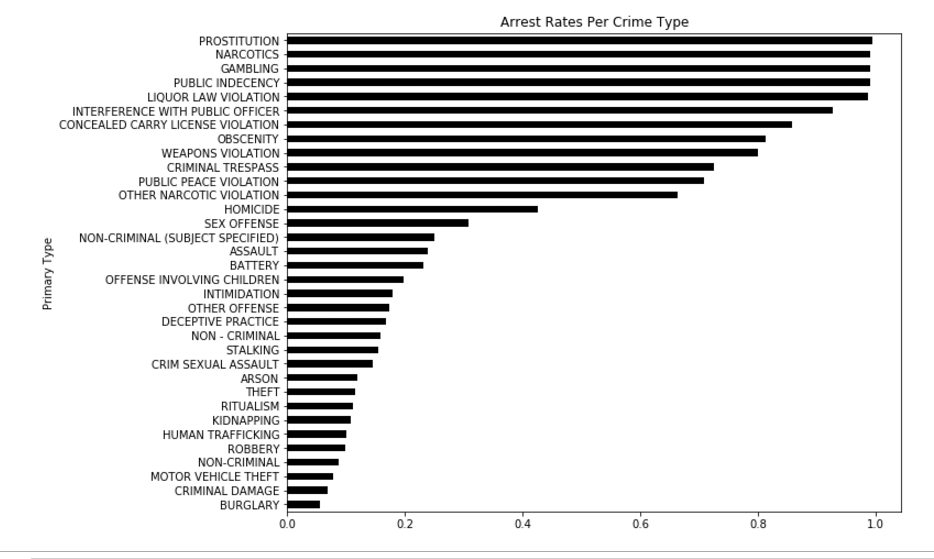 Arrest Rates Per Crime Type
PROSTITUTION
NARCOTICS
GAMBLING
PUBLIC INDECENCY
LIQUOR LAW VIOLATION
INTERFERENCE WITH PUBLIC OFFICER
CONCEALED CARRY LICENSE VIOLATION
OBSCENITY
WEAPONS VIOLATION
CRIMINAL TRESPASS
PUBLIC PEACE VIOLATION
OTHER NARCOTIC VIOLATION
HOMICIDE
SEX OFFENSE
NON-CRIMINAL (SUBJECT SPECIFIED)
ASSAULT
BATTERY
OFFENSE INVOLVING CHILDREN
INTIMIDATION
OTHER OFFENSE
DECEPTIVE PRACTICE
NON - CRIMINAL
STALKING
CRIM SEXUAL ASSAULT
ARSON
THEFT
RITUALISM
KIDNAPPING
HUMAN TRAFFICKING
ROBBERY
NON-CRIMINAL
MOTOR VEHICLE THEFT
CRIMINAL DAMAGE
BURGLARY
Primary Type
0.0 0.2 0.4 0.6 0.8 1.0